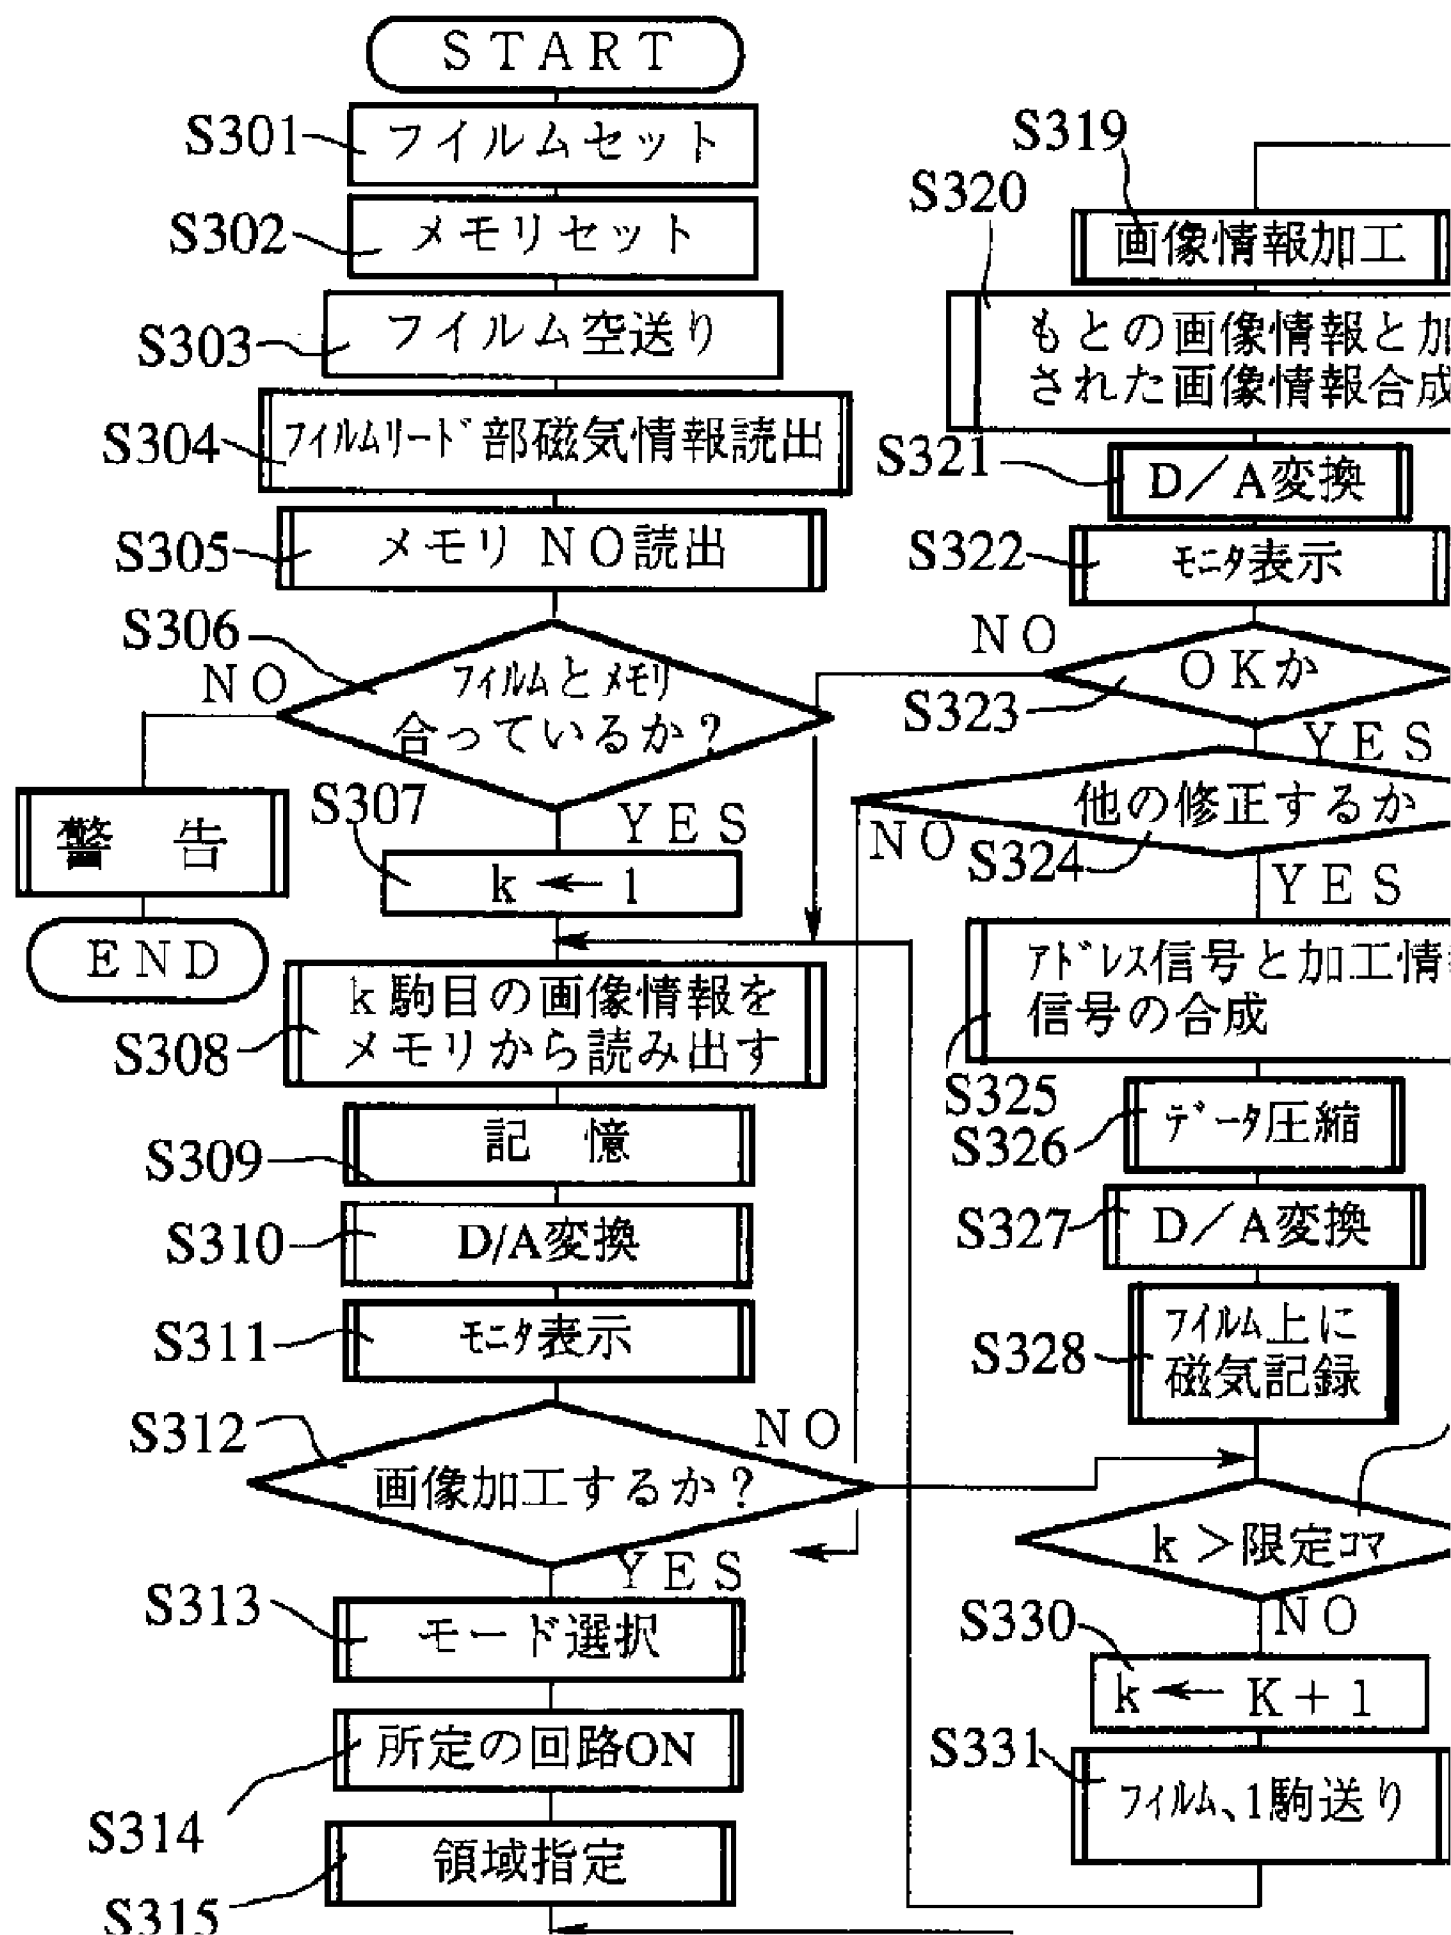 START
S301
フイルムセット
S302
メモリセット
S303
フイルム空送り
S304
フィルムリード部磁気情報読出
S305
メモリNO読出
S306
フィルムとメモリ
合っているか?
NO
YES
警 告
END
S307
k ← 1
S308
k駒目の画像情報を
メモリから読み出す
S309
記 憶
S310
D/A変換
S311
モニタ表示
S312
画像加工するか?
NO
YES
S313
モード選択
S314
所定の回路ON
S315
領域指定
S319
画像情報加工
S320
もとの画像情報と加
された画像情報合成
S321
D/A変換
S322
モニタ表示
S323
OKか
NO
YES
S324
他の修正するか
NO
YES
S325
アドレス信号と加工情
信号の合成
S326
データ圧縮
S327
D/A変換
S328
フイルム上に
磁気記録
k>限定コマ
NO
S330
k ← K+1
S331
フィルム、1駒送り